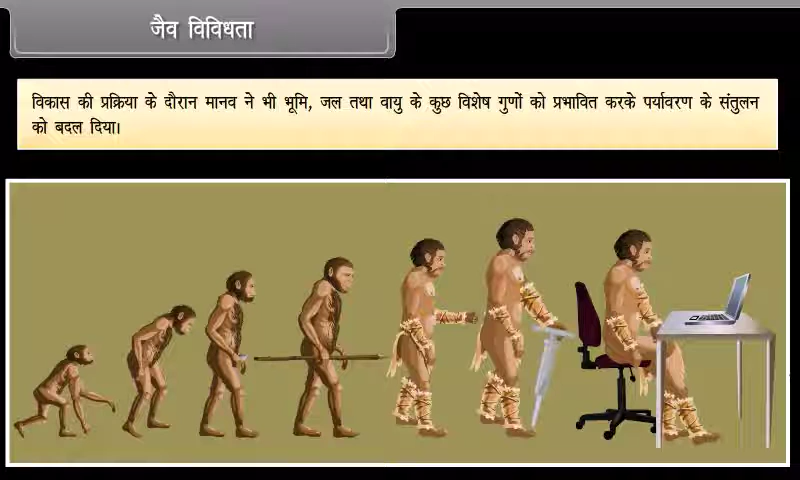 जैव विविधता
विकास की प्रक्रिया के दौरान मानव ने भी भूमि, जल तथा वायु के कुछ विशेष गुणों को प्रभावित करके पर्यावरण के संतुलन
को बदल दिया।